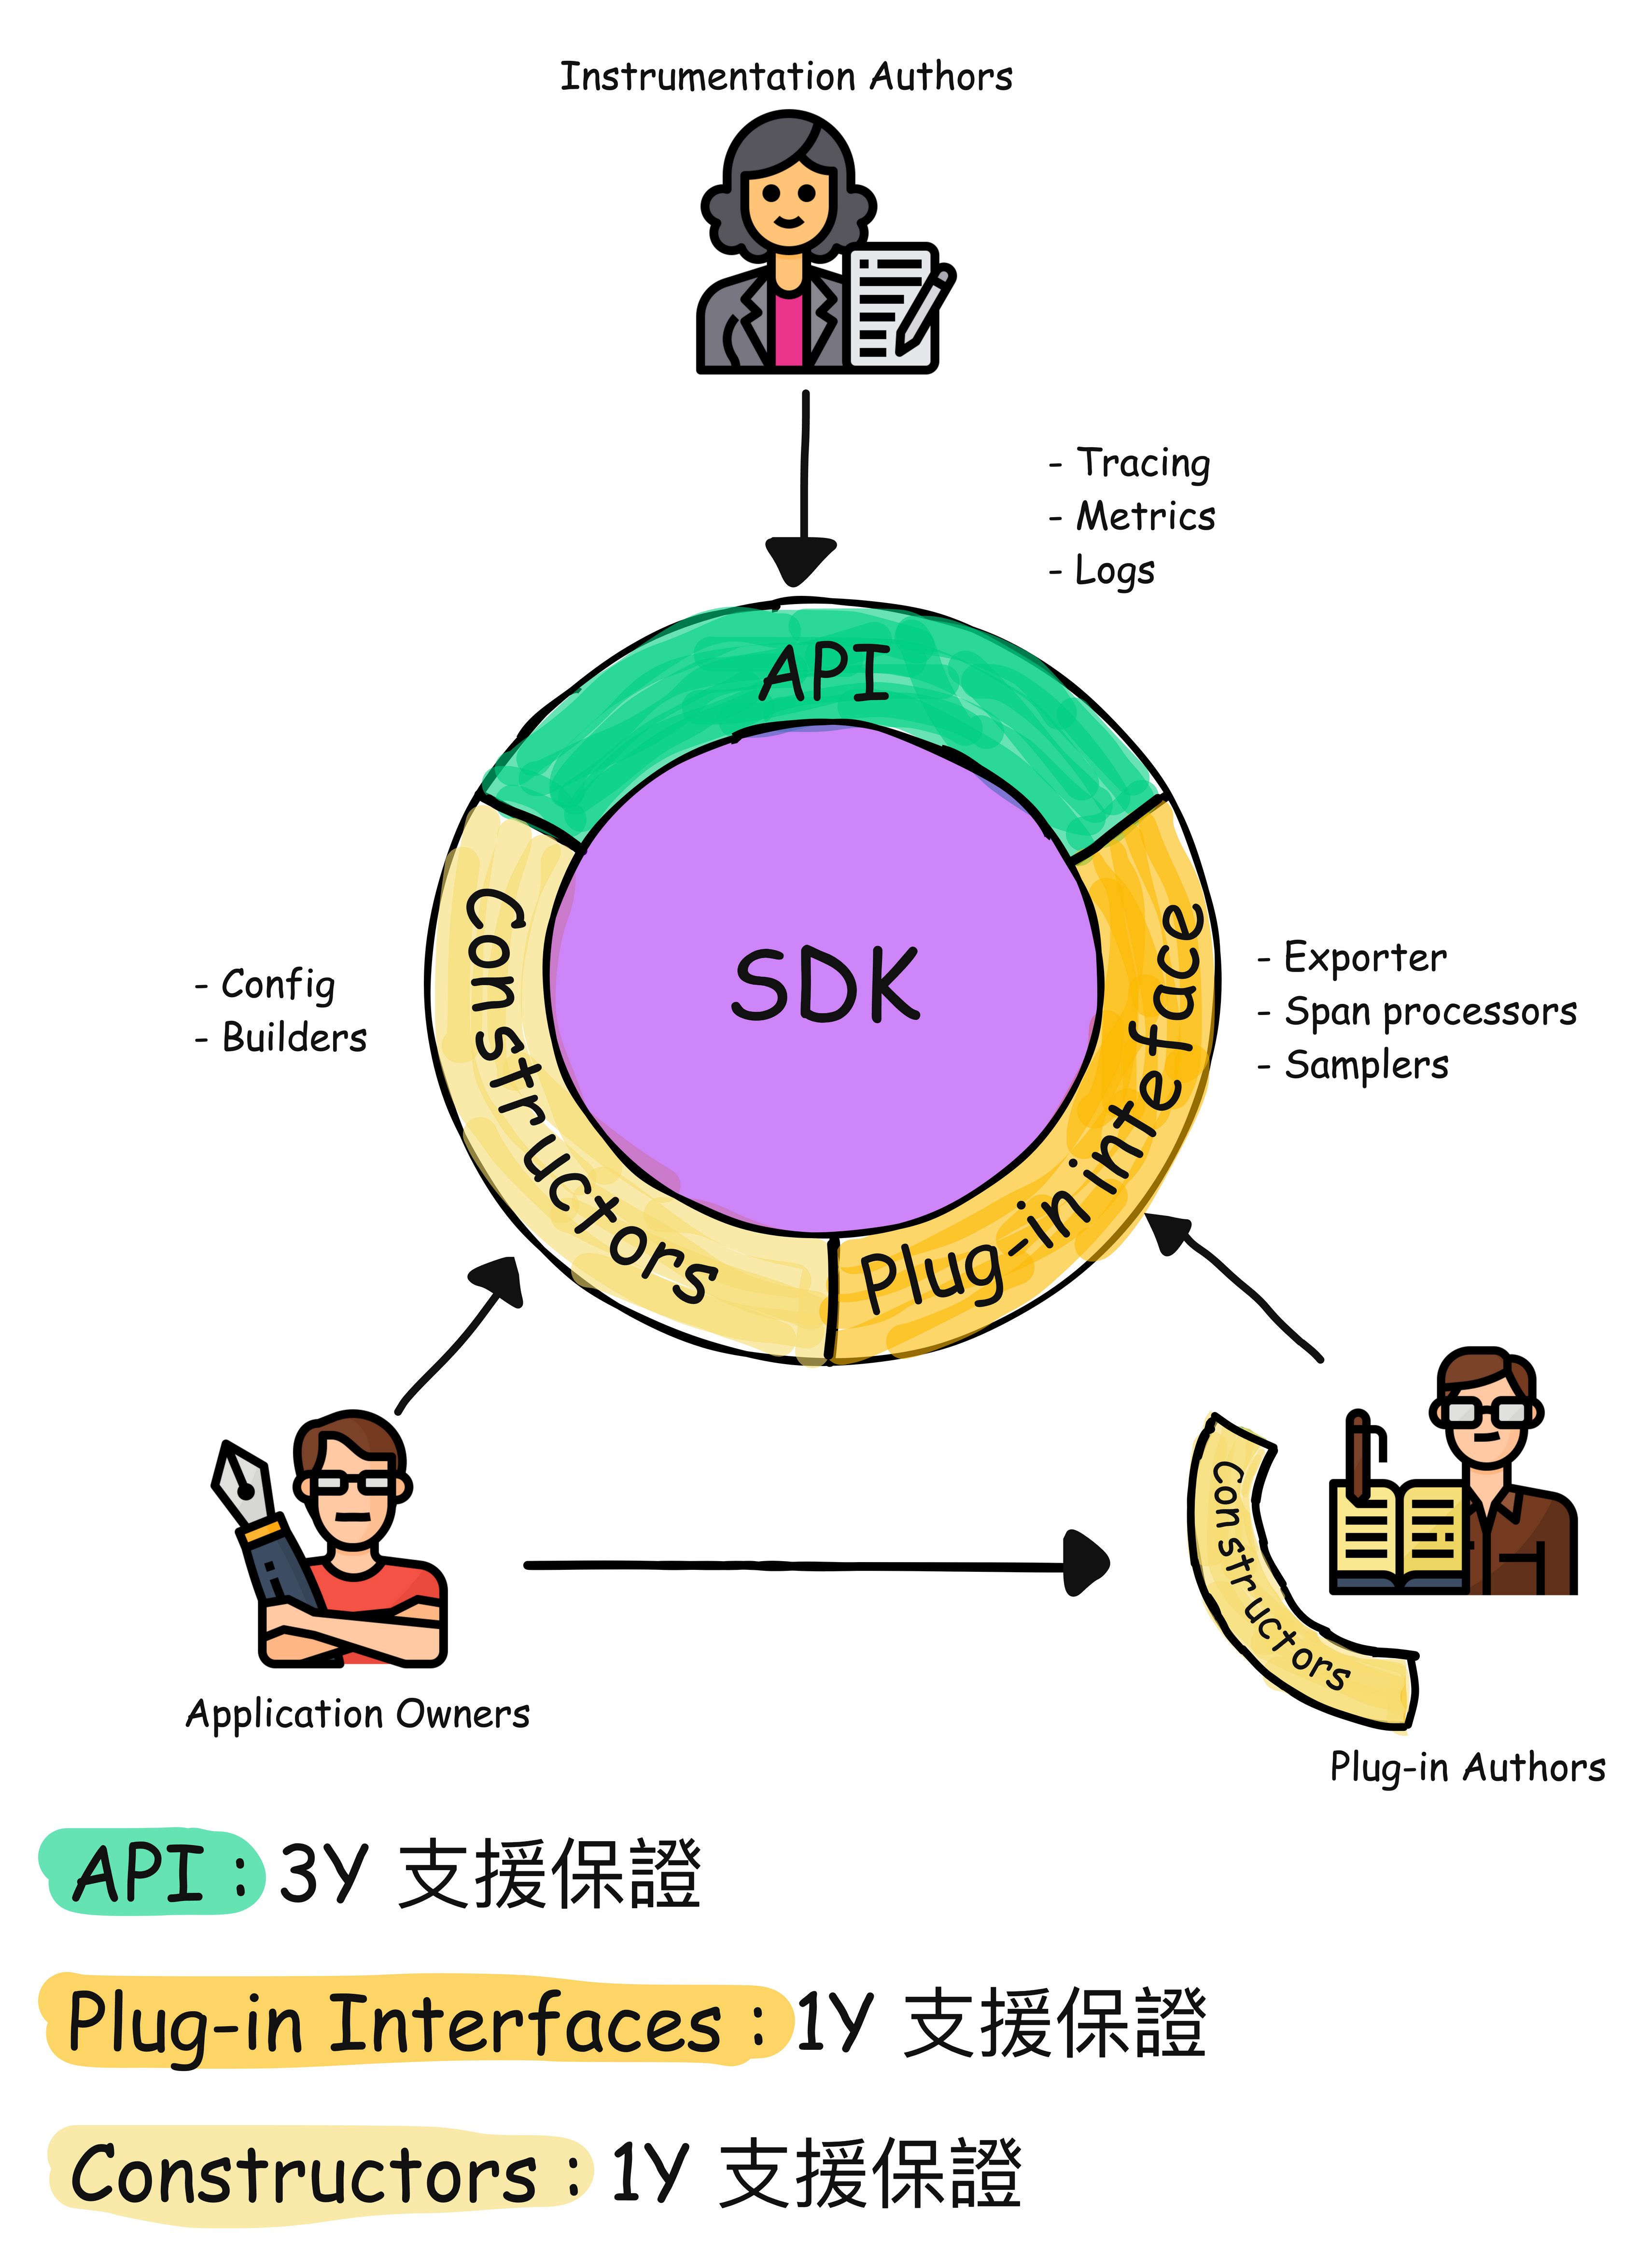 Instrumentation Authors
- Tracing
- Metrics
- Logs
API
SDK
Constructors
Plug-in inteface
- Config
- Builders
- Exporter
- Span processors
- Samplers
Constructors
Application Owners
Plug-in Authors
API : 3Y 支援保證
Plug-in Interfaces : 1Y 支援保證
Constructors : 1Y 支援保證